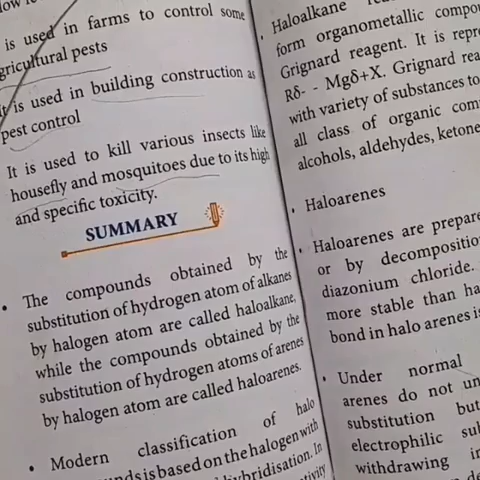 is used in farms to control some
agricultural pests
It is used in building construction as
pest control
It is used to kill various insects like
housefly and mosquitoes due to its high
and specific toxicity.
SUMMARY
• The compounds obtained by the
substitution of hydrogen atom of alkanes
by halogen atom are called haloalkane,
while the compounds obtained by the
substitution of hydrogen atoms of arenes
by halogen atom are called haloarenes.
• Modern classification of halo
is based on the halogen with
hybridisation. In
• Haloalkane
form organometallic
Grignard reagent. It is
Rδ- - Mgδ+X. Grignard
with variety of substances to
all class of organic
alcohols, aldehydes,
• Haloarenes
• Haloarenes are
or by
diazonium chloride.
more stable than
bond in halo arenes is
• Under normal
arenes do not
substitution but
electrophilic
withdrawing